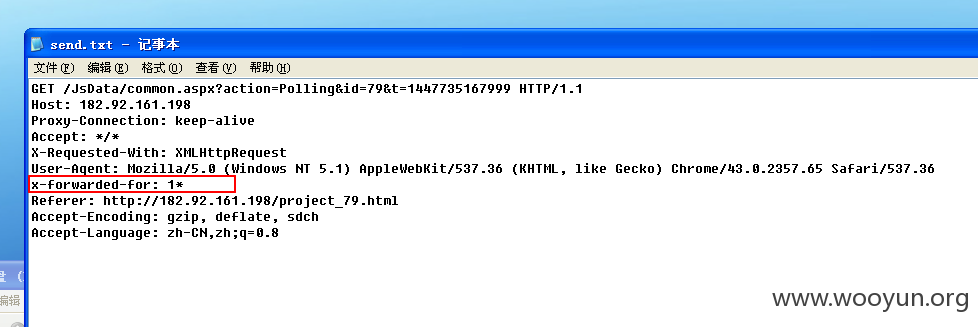 send.txt - 记事本
文件(F) 编辑(E) 格式(O) 查看(V) 帮助(H)
GET /JsData/common.aspx?action=Polling&id=79&t=1447735167999 HTTP/1.1
Host: 182.92.161.198
Proxy-Connection: keep-alive
Accept: */*
X-Requested-With: XMLHttpRequest
User-Agent: Mozilla/5.0 (Windows NT 5.1) AppleWebKit/537.36 (KHTML, like Gecko) Chrome/43.0.2357.65 Safari/537.36
x-forwarded-for: 1*
Referer: http://182.92.161.198/project_79.html
Accept-Encoding: gzip, deflate, sdch
Accept-Language: zh-CN,zh;q=0.8
盘 (
编辑
www.wooyun.org